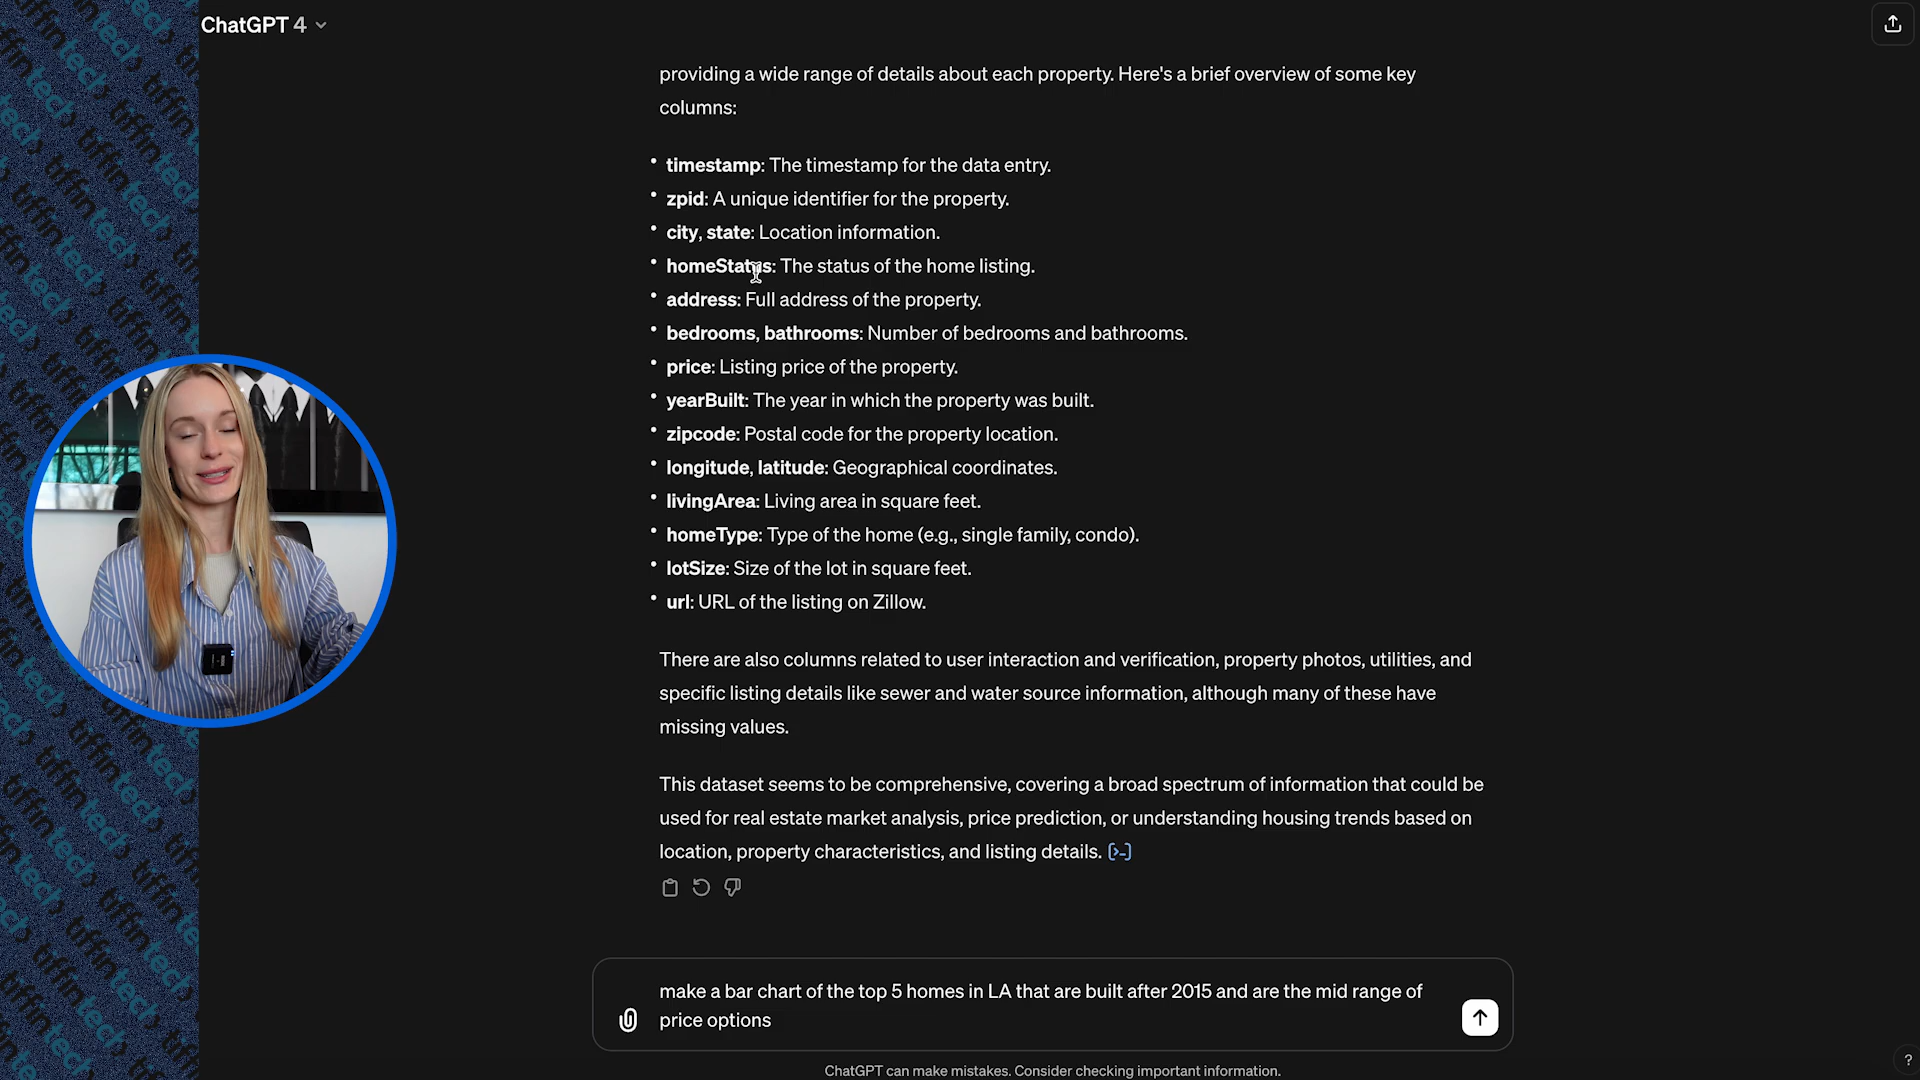 ChatGPT 4
providing a wide range of details about each property. Here's a brief overview of some key
columns:
• timestamp: The timestamp for the data entry.
• zpid: A unique identifier for the property.
• city, state: Location information.
• homeStatus: The status of the home listing.
• address: Full address of the property.
• bedrooms, bathrooms: Number of bedrooms and bathrooms.
• price: Listing price of the property.
• yearBuilt: The year in which the property was built.
• zipcode: Postal code for the property location.
• longitude, latitude: Geographical coordinates.
• livingArea: Living area in square feet.
• homeType: Type of the home (e.g., single family, condo).
• lotSize: Size of the lot in square feet.
• url: URL of the listing on Zillow.
There are also columns related to user interaction and verification, property photos, utilities, and
specific listing details like sewer and water source information, although many of these have
missing values.
This dataset seems to be comprehensive, covering a broad spectrum of information that could be
used for real estate market analysis, price prediction, or understanding housing trends based on
location, property characteristics, and listing details. [>-]
make a bar chart of the top 5 homes in LA that are built after 2015 and are the mid range of
price options
ChatGPT can make mistakes. Consider checking important information.
?
tiffintech